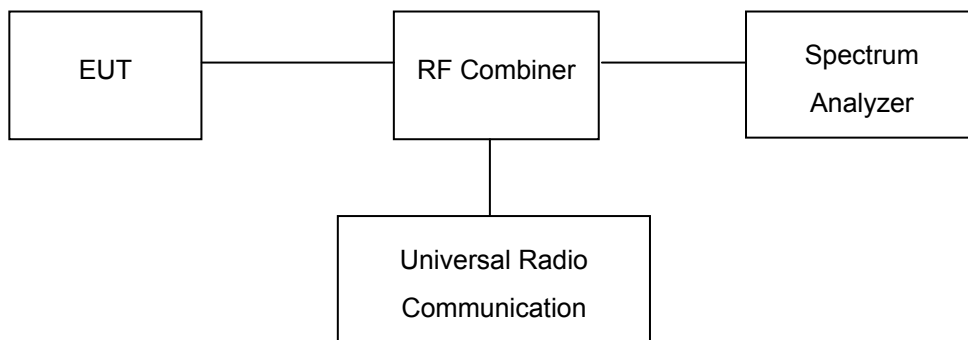 EUT
RF Combiner
Spectrum
Analyzer
Universal Radio
Communication